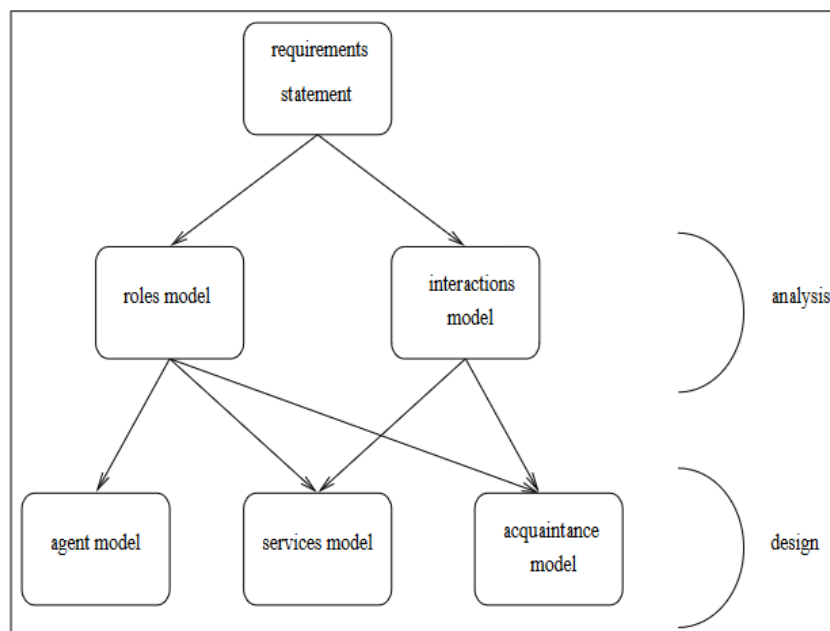 requirements
statement
roles model
interactions
model
analysis
agent model
services model
acquaintance
model
design